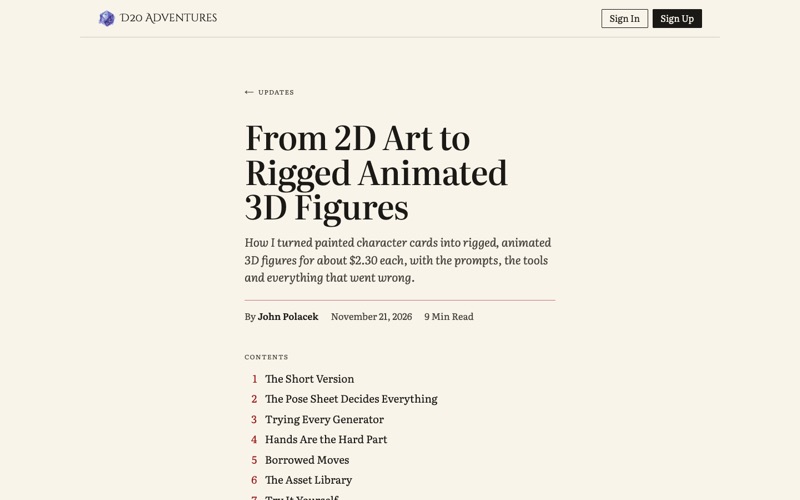 D20 Adventures
Sign In
Sign Up
← UPDATES
From 2D Art to
Rigged Animated
3D Figures
How I turned painted character cards into rigged, animated
3D figures for about $2.30 each, with the prompts, the tools
and everything that went wrong.
By John Polacek November 21, 2026 9 Min Read
CONTENTS
1 The Short Version
2 The Pose Sheet Decides Everything
3 Trying Every Generator
4 Hands Are the Hard Part
5 Borrowed Moves
6 The Asset Library
7 Try It Yourself